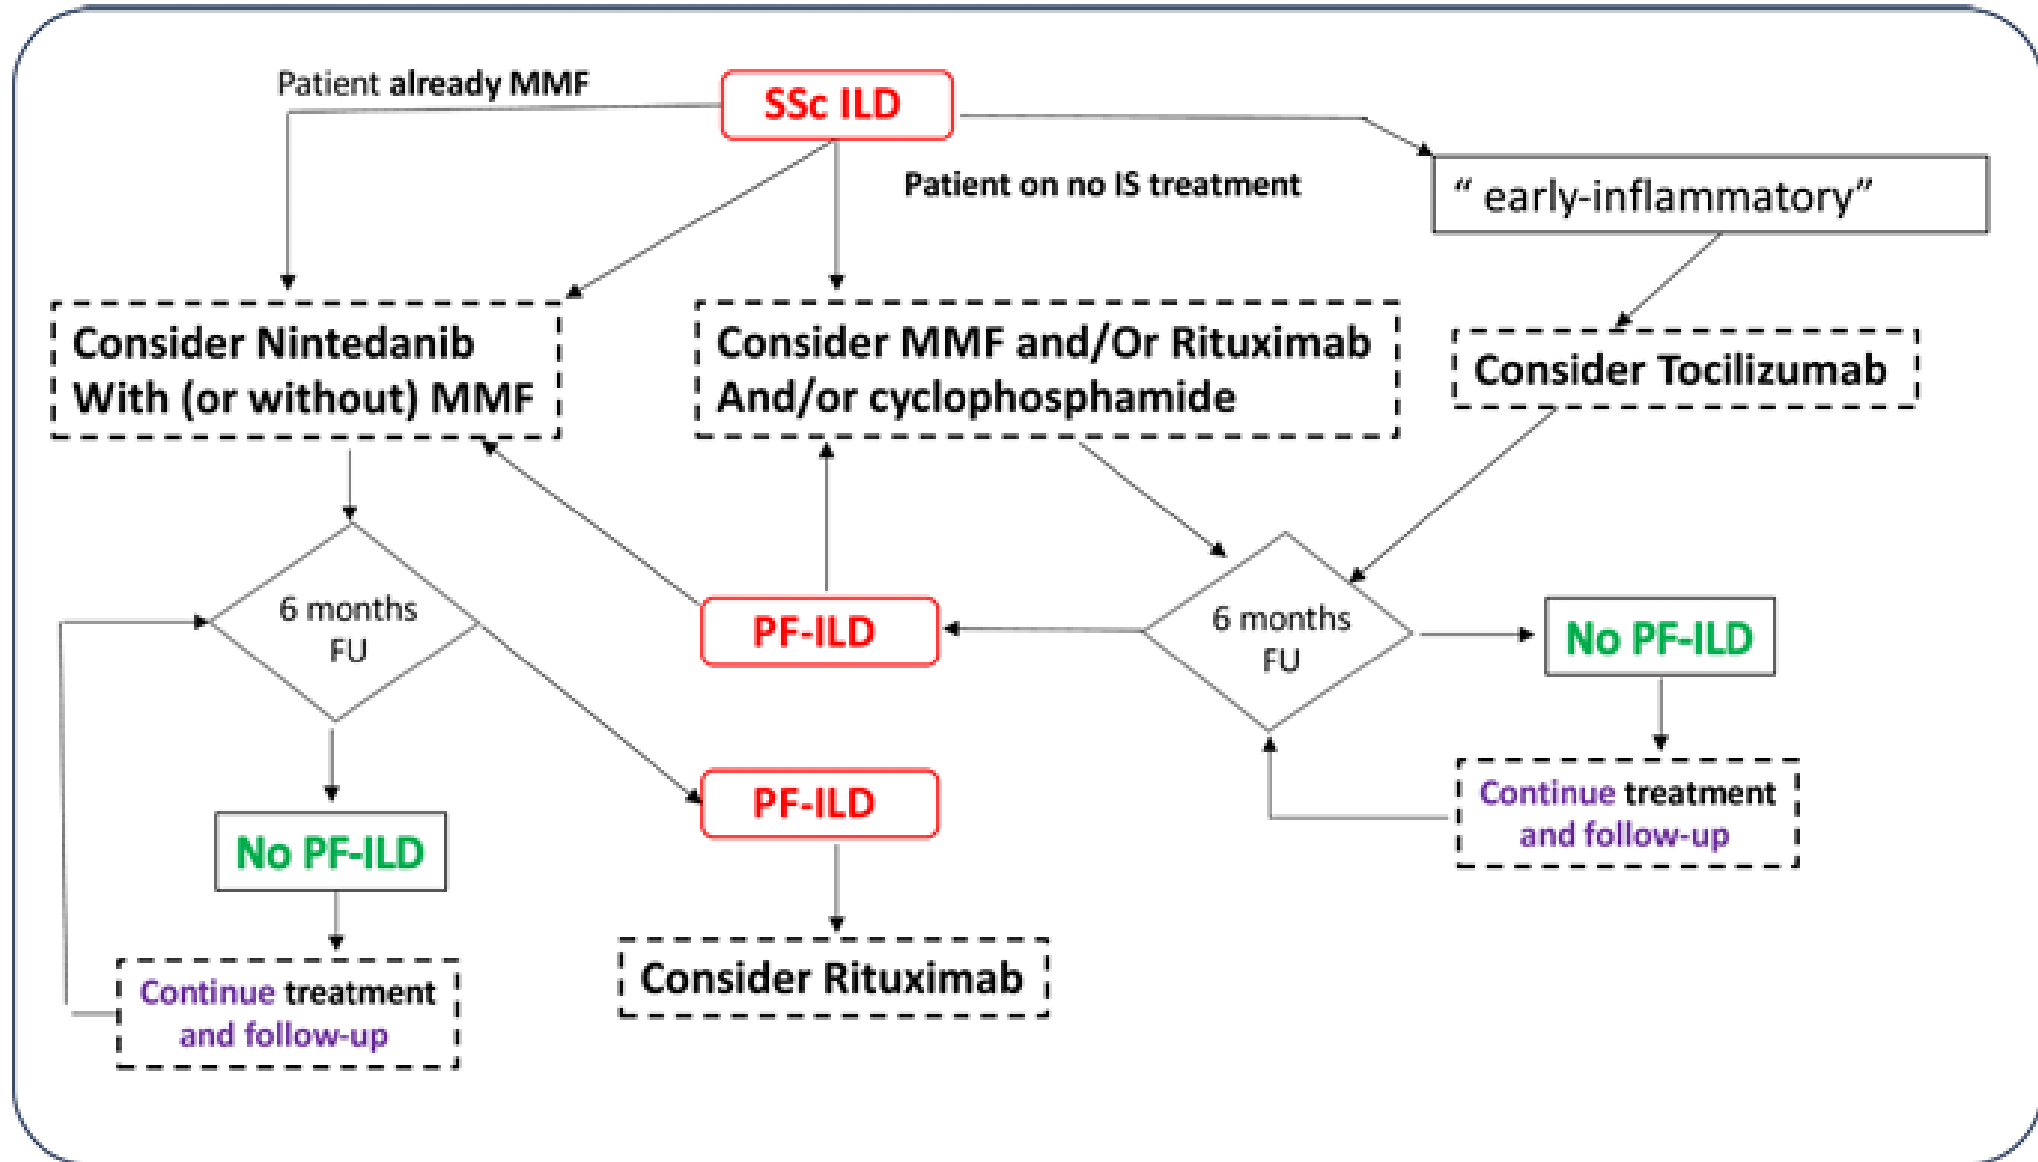 Patient already MMF
SSc ILD
Patient on no IS treatment
“ early-inflammatory”
Consider Nintedanib
With (or without) MMF
Consider MMF and/Or Rituximab
And/or cyclophosphamide
Consider Tocilizumab
6 months
FU
PF-ILD
6 months
FU
No PF-ILD
PF-ILD
Continue treatment
and follow-up
No PF-ILD
Consider Rituximab
Continue treatment
and follow-up